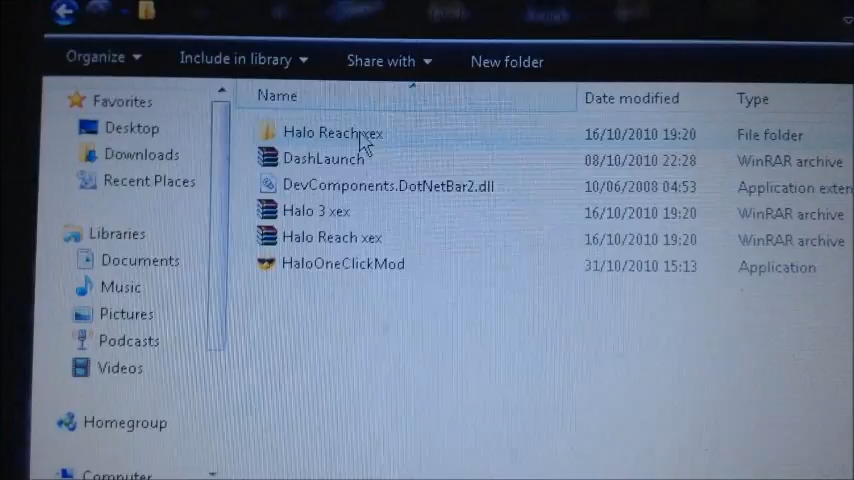 Organize Include in library Share with New folder
Name Date modified Type
Favorites
Desktop
Downloads
Recent Places
Libraries
Documents
Music
Pictures
Podcasts
Videos
Homegroup
Computer
Halo Reach xex 16/10/2010 19:20 File folder
DashLaunch 08/10/2010 22:28 WinRAR archive
DevComponents.DotNetBar2.dll 10/06/2008 04:53 Application exten
Halo 3 xex 16/10/2010 19:20 WinRAR archive
Halo Reach xex 16/10/2010 19:20 WinRAR archive
HaloOneClickMod 31/10/2010 15:13 Application